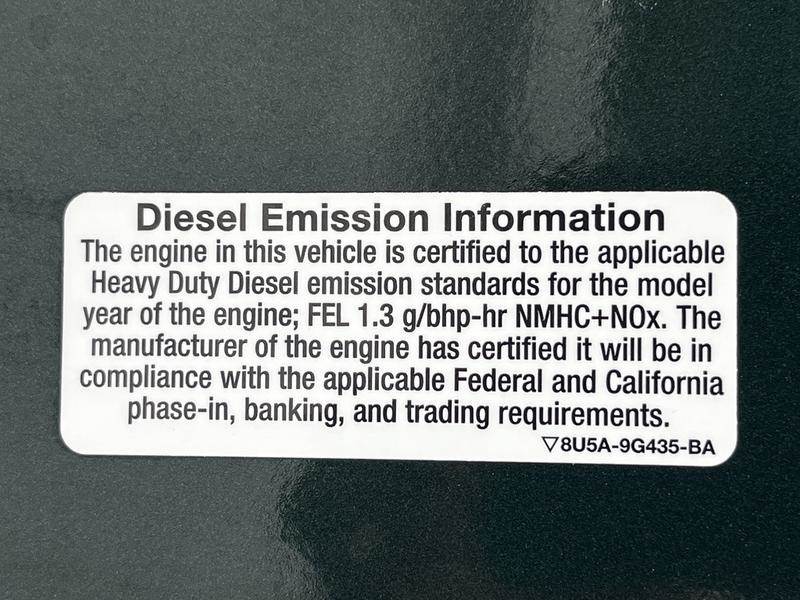 Diesel Emission Information
The engine in this vehicle is certified to the applicable
Heavy Duty Diesel emission standards for the model
year of the engine; FEL 1.3 g/bhp-hr NMHC+NOx. The
manufacturer of the engine has certified it will be in
compliance with the applicable Federal and California
phase-in, banking, and trading requirements.
▽8U5A-9G435-BA